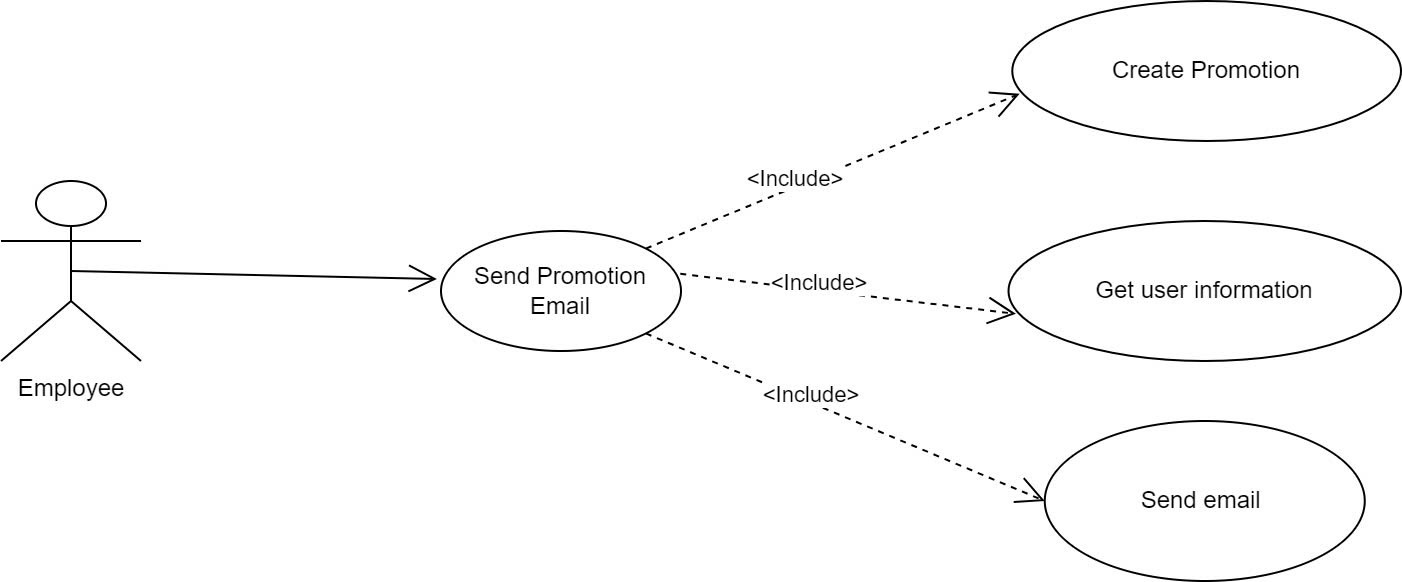 Create Promotion
<Include>
Send Promotion
Email
<Include>
Get user information
Employee
<Include>
Send email